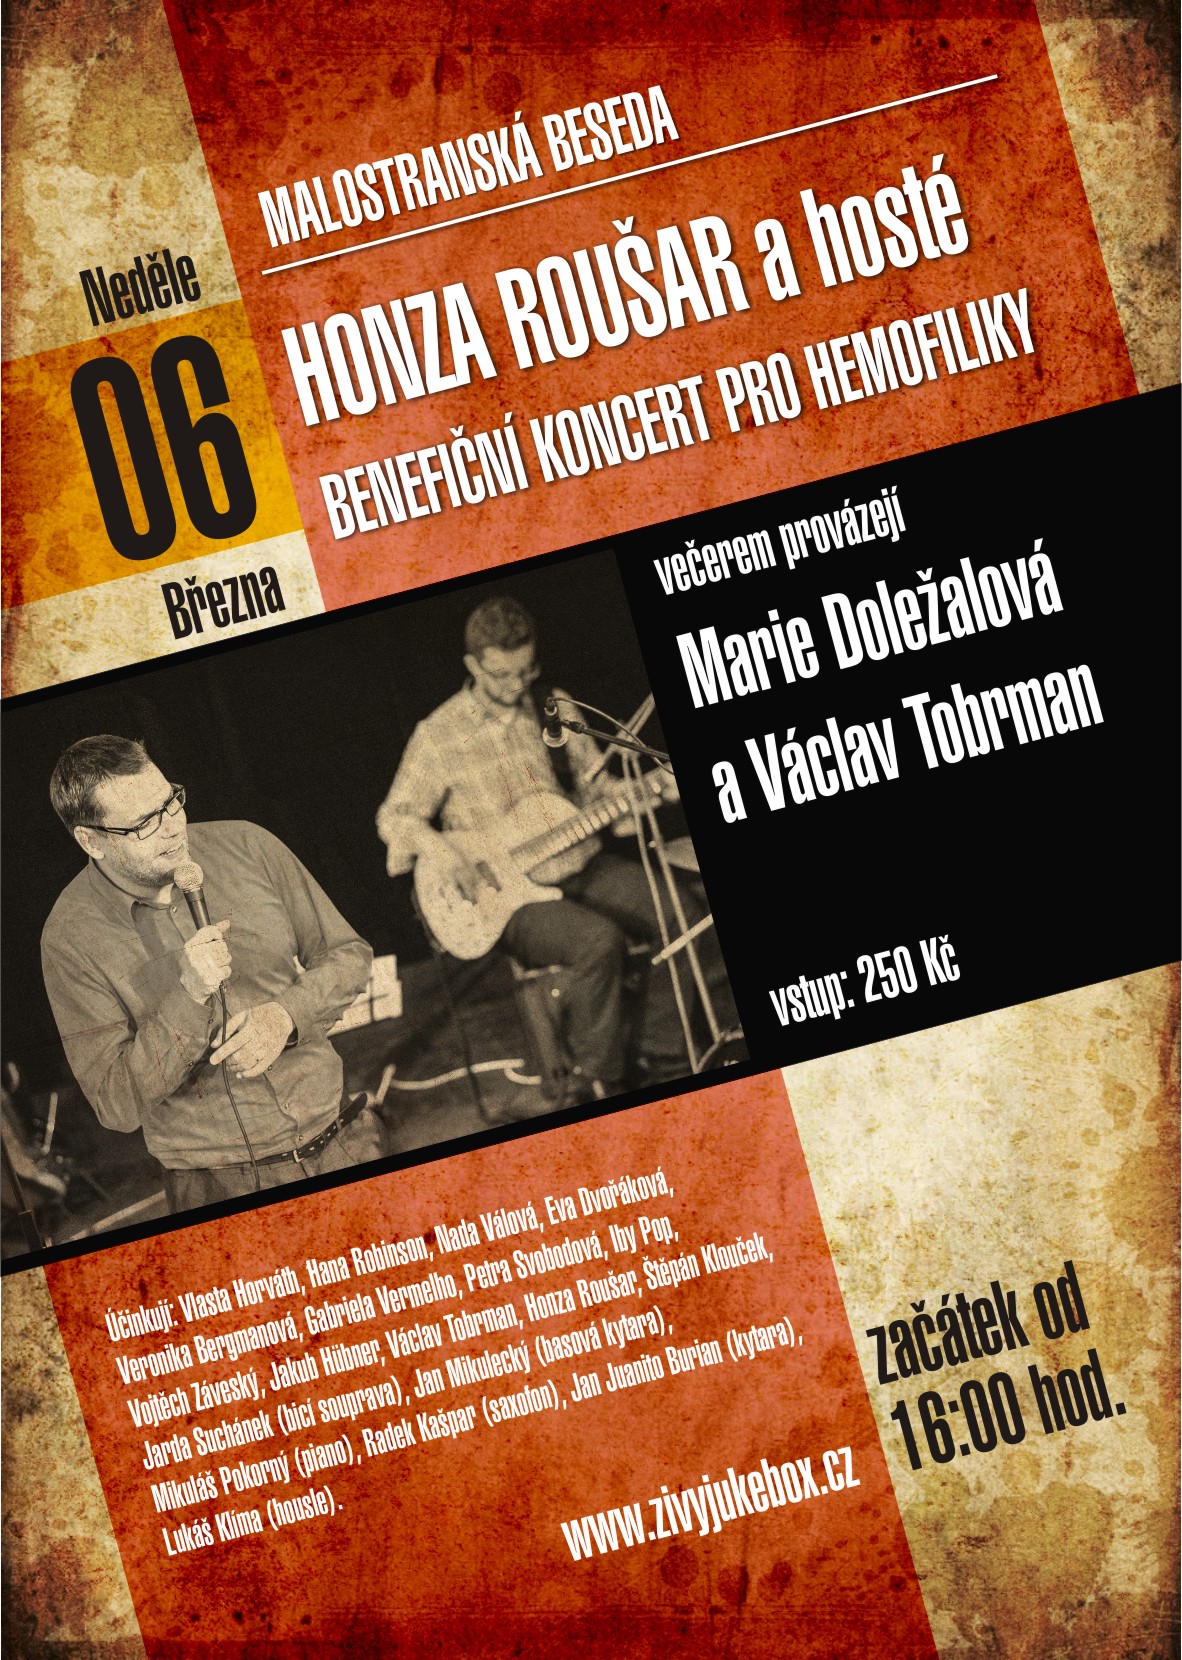 MALOSTRANSKÁ BESEDA
HONZA ROUŠAR a hosté
BENEFIČNÍ KONCERT PRO HEMOFILIKY
Neděle
06
Března
večerem provázejí
Marie Doležalová
a Václav Tobrman
vstup: 250 Kč
Účinkují: Vlasta Horváth, Hana Robinson, Nada Válová, Eva Dvořáková,
Veronika Bergmanová, Gabriela Vermelho, Petra Svobodová, Iby Pop,
Vojtěch Záveský, Jakub Hübner, Václav Tobrman, Honza Roušar, Štěpán Klouček,
Jarda Suchánek (bicí souprava), Jan Mikulecký (basová kytara),
Mikuláš Pokorný (piano), Radek Kašpar (saxofon), Jan Juanito Burian (kytara),
Lukáš Klíma (housle).
www.zivyjukebox.cz
začátek od
16:00 hod.